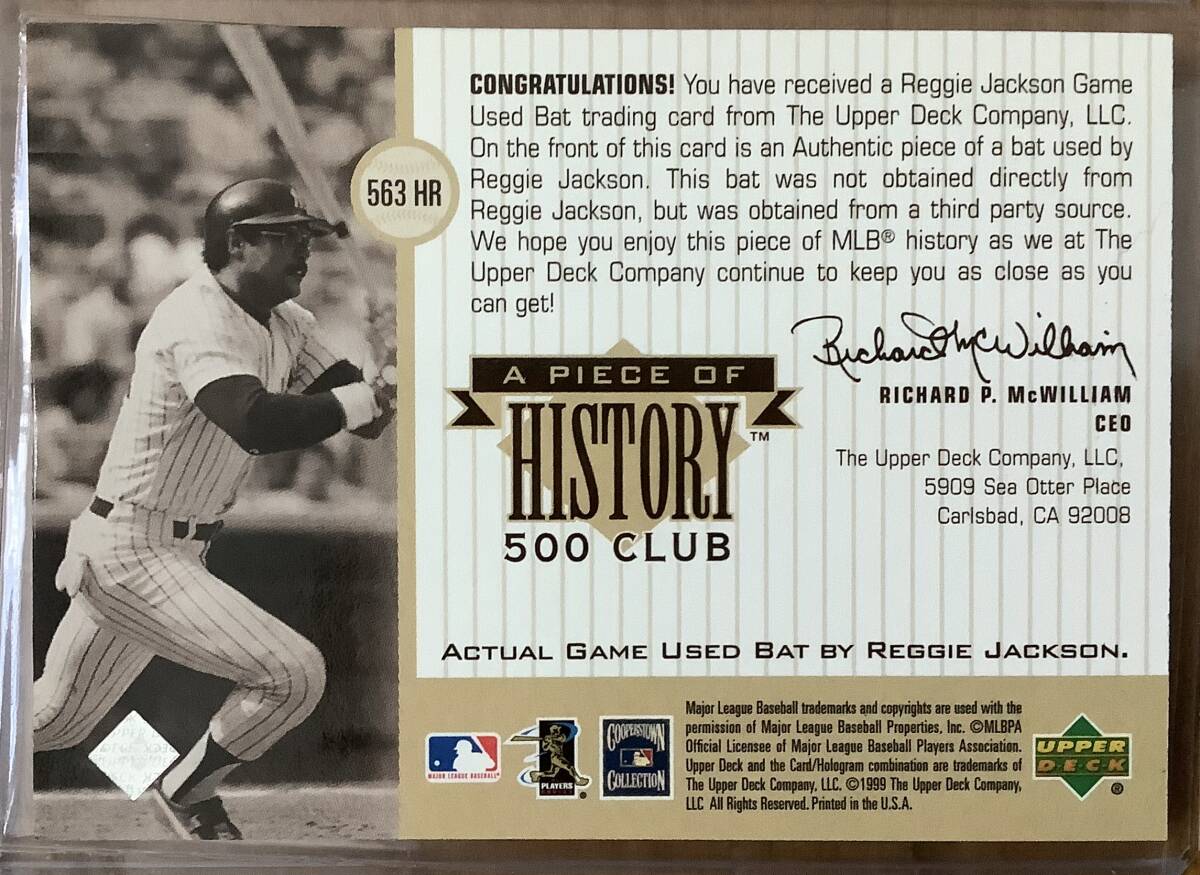 CONGRATULATIONS! You have received a Reggie Jackson Game
Used Bat trading card from The Upper Deck Company, LLC.
On the front of this card is an Authentic piece of a bat used by
Reggie Jackson. This bat was not obtained directly from
Reggie Jackson, but was obtained from a third party source.
We hope you enjoy this piece of MLB® history as we at The
Upper Deck Company continue to keep you as close as you
can get!
563 HR
Richard P. McWilliam
RICHARD P. McWILLIAM
CEO
The Upper Deck Company, LLC,
5909 Sea Otter Place
Carlsbad, CA 92008
A PIECE OF
HISTORY™
500 CLUB
ACTUAL GAME USED BAT BY REGGIE JACKSON.
MAJOR LEAGUE BASEBALL®
PLAYERS
®
COOPERSTOWN
COLLECTION
Major League Baseball trademarks and copyrights are used with the
permission of Major League Baseball Properties, Inc. ©MLBPA
Official Licensee of Major League Baseball Players Association.
Upper Deck and the Card/Hologram combination are trademarks of
The Upper Deck Company, LLC. ©1999 The Upper Deck Company,
LLC All Rights Reserved. Printed in the U.S.A.
UPPER
DECK
®